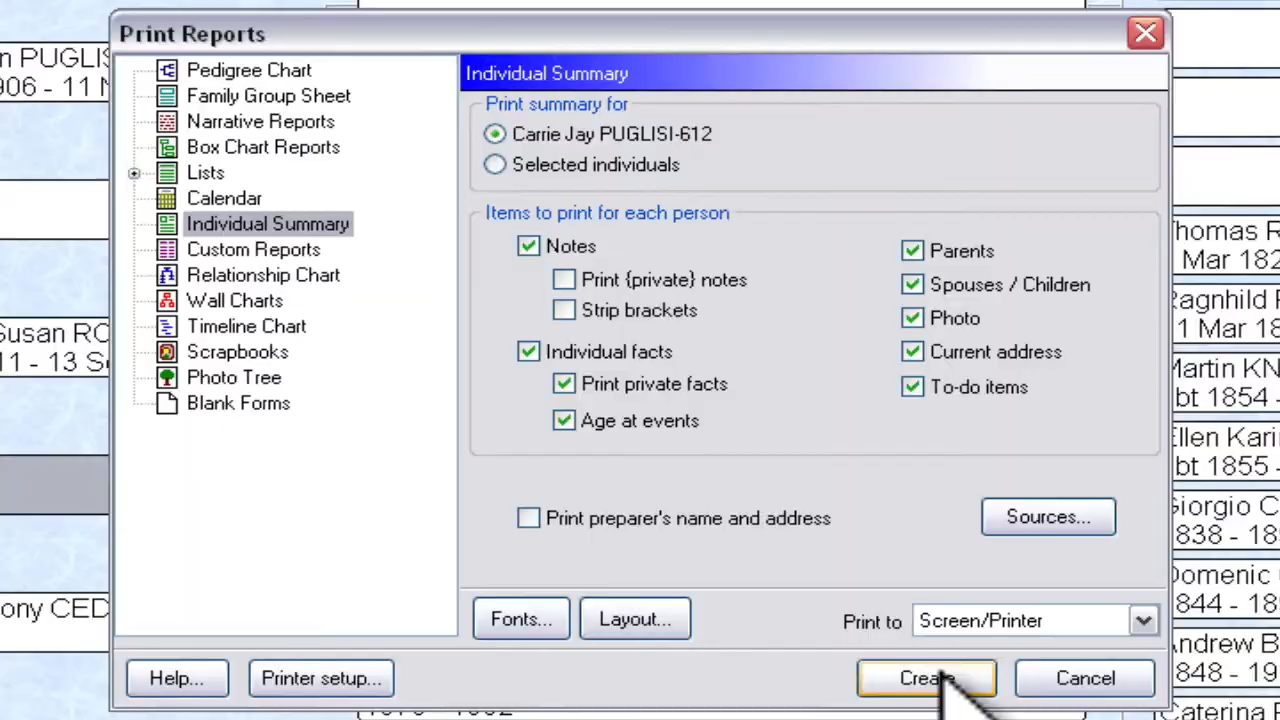 Print Reports
n PUGLIS
906 - 11 N
Susan RO
11 - 13 S
ony CED
Pedigree Chart
Family Group Sheet
Narrative Reports
Box Chart Reports
Lists
Calendar
Individual Summary
Custom Reports
Relationship Chart
Wall Charts
Timeline Chart
Scrapbooks
Photo Tree
Blank Forms
Individual Summary
Print summary for
Carrie Jay PUGLISI-612
Selected individuals
Items to print for each person
Notes
Print {private} notes
Strip brackets
Individual facts
Print private facts
Age at events
Parents
Spouses / Children
Photo
Current address
To-do items
Print preparer's name and address
Sources...
Fonts...
Layout...
Print to
Screen/Printer
Help...
Printer setup...
Create
Cancel
Thomas R
Mar 182
Ragnhild
1 Mar 18
Martin KN
bt 1854 -
Ellen Kari
bt 1855 -
Giorgio C
838 - 18
Domenic
844 - 18
Andrew B
848 - 19
Caterina